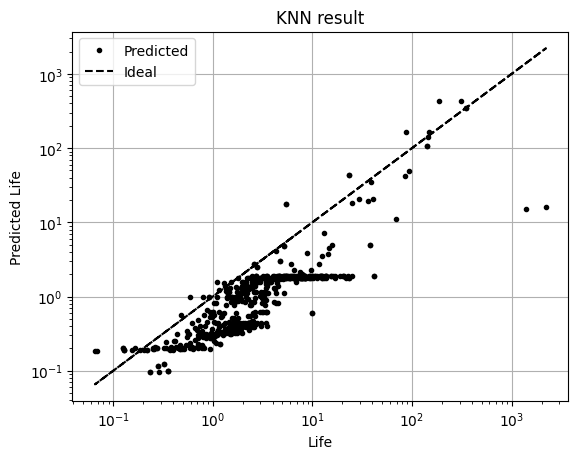 KNN result
Predicted
Ideal
Predicted Life
10³
10²
10¹
10⁰
10⁻¹
10⁻¹ 10⁰ 10¹ 10² 10³
Life